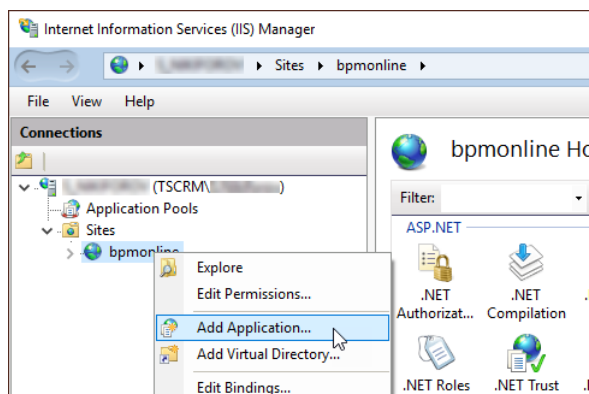 Internet Information Services (IIS) Manager
Sites bpmonline
File View Help
Connections
bpmonline Ho
(TSCRM\ )
Filter:
Application Pools
ASP.NET
Sites
bpmonline
Explore
Edit Permissions...
.NET .NET
Authorizat... Compilation
Add Application...
Add Virtual Directory...
Edit Bindings...
.NET Roles .NET Trust